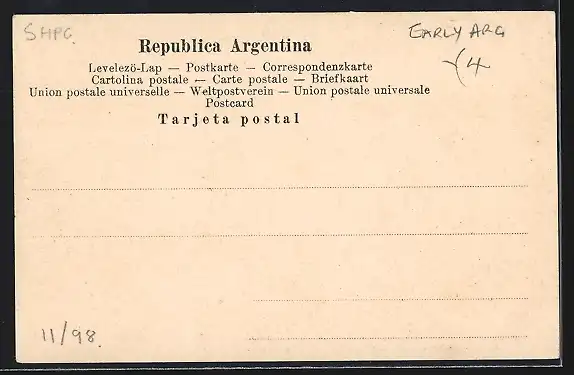 SHPG
EARLY ARG
Republica Argentina
Levelezö-Lap — Postkarte — Correspondenzkarte
Cartolina postale — Carte postale — Briefkaart
Union postale universelle — Weltpostverein — Union postale universale
Postcard
Tarjeta postal
11/98.